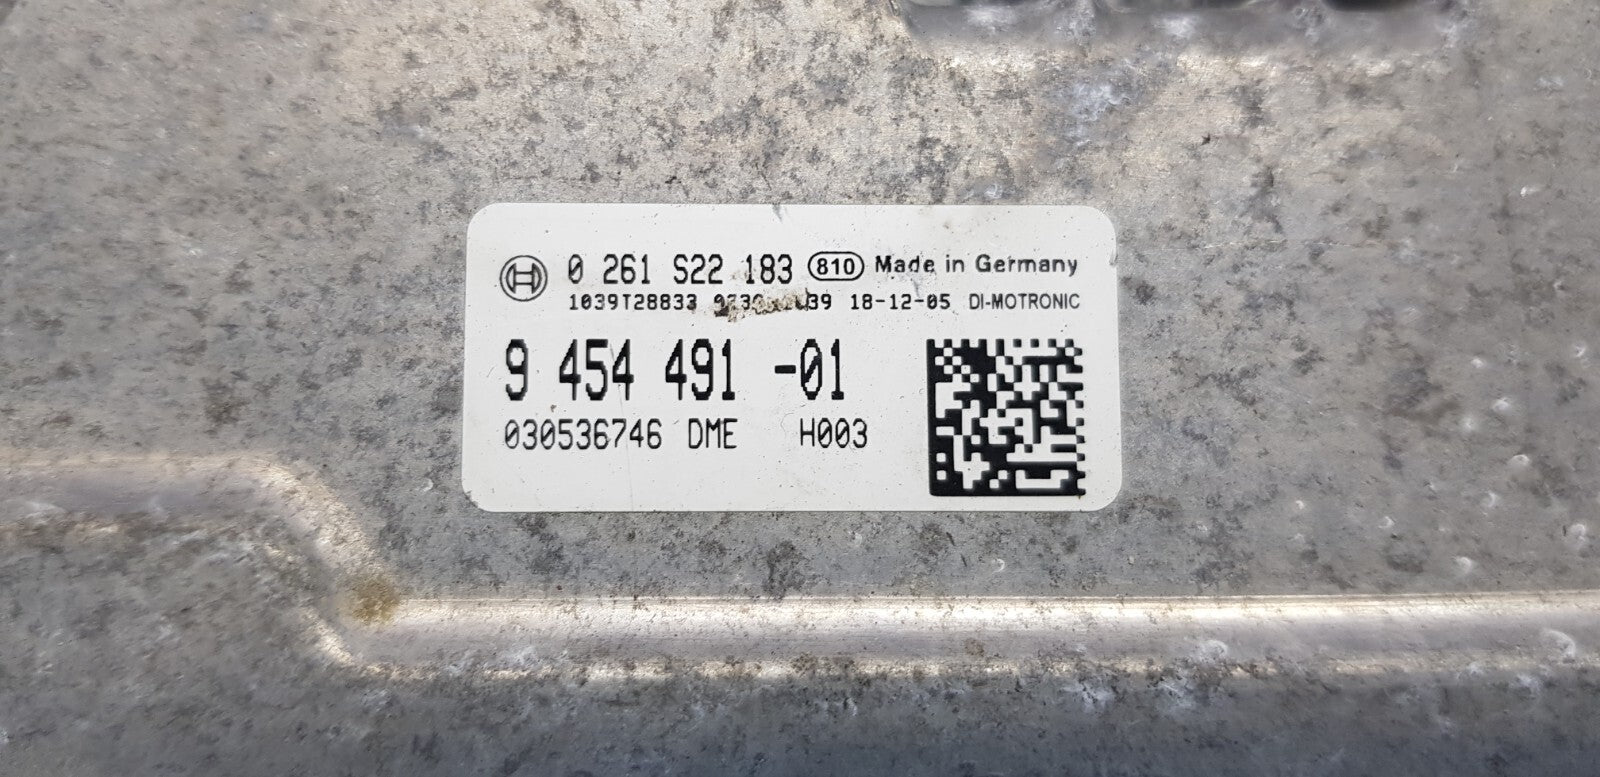 0 261 S22 183 810 Made in Germany
1039T28833 18-12-05 DI-MOTRONIC
9 454 491 -01
030536746 DME H003